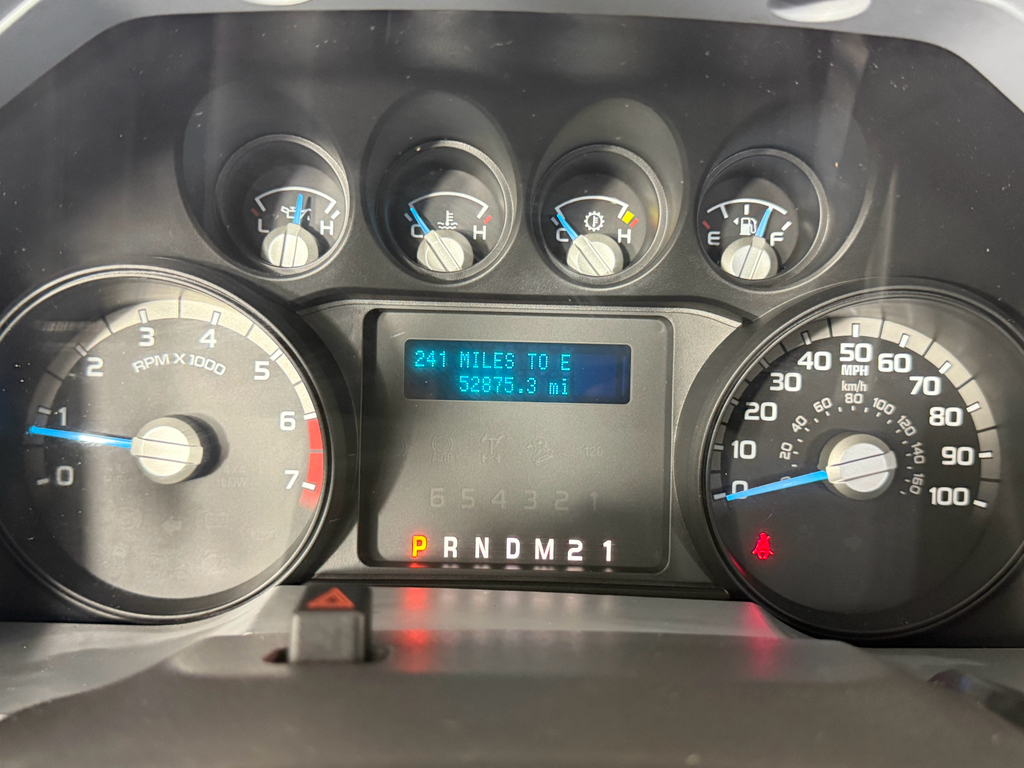 L H
C H
C H
E F
241 MILES TO E
52875.3 mi
0 1 2 3 4 5 6 7
RPM X 1000
0 10 20 30 40 50 60 70 80 90 100
MPH
km/h
0 20 40 60 80 100 120 140 160
120
6 5 4 3 2 1
P R N D M 2 1